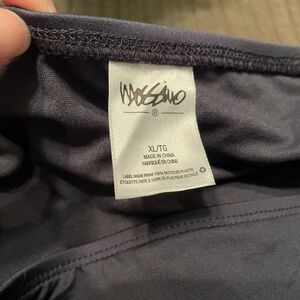 Mossimo
®
XL/TG
MADE IN CHINA
FABRIQUÉ EN CHINE
LABEL MADE FROM 100% RECYCLED PLASTIC
ÉTIQUETTE FAITE À 100% DE PLASTIQUE RECYCLÉ